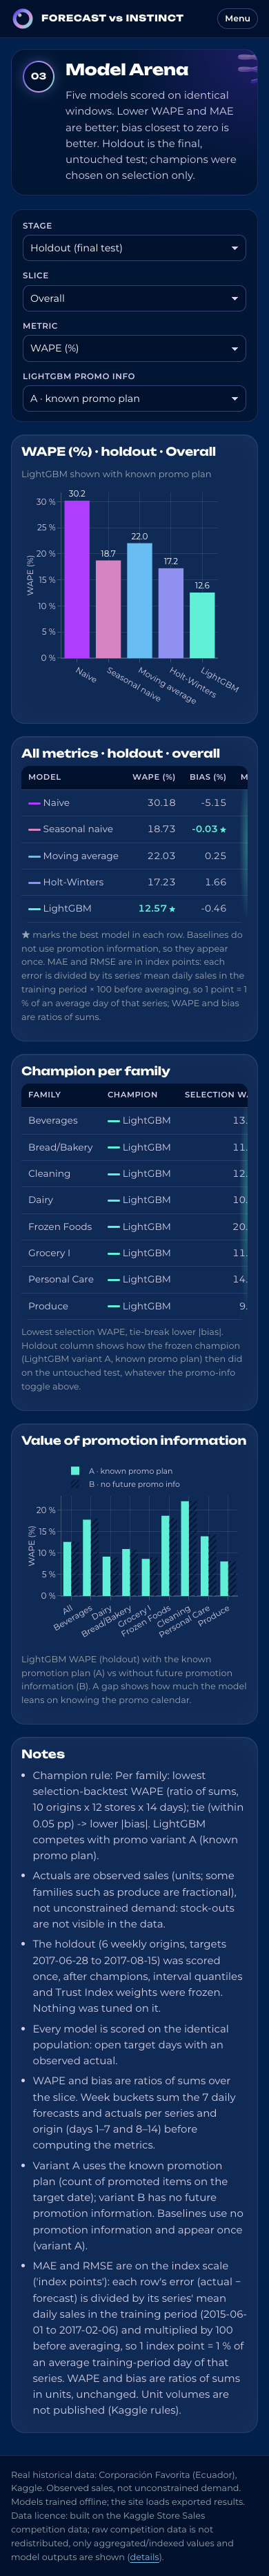 FORECAST vs INSTINCT
Menu
03
Model Arena
Five models scored on identical
windows. Lower WAPE and MAE
are better; bias closest to zero is
better. Holdout is the final,
untouched test; champions were
chosen on selection only.
STAGE
Holdout (final test)
SLICE
Overall
METRIC
WAPE (%)
LIGHTGBM PROMO INFO
A · known promo plan
WAPE (%) · holdout · Overall
LightGBM shown with known promo plan
30 %
25 %
20 %
15 %
10 %
5 %
0 %
WAPE (%)
30.2
18.7
22.0
17.2
12.6
Naive
Seasonal naive
Moving average
Holt-Winters
LightGBM
All metrics · holdout · overall
MODEL WAPE (%) BIAS (%) M
Naive 30.18 -5.15
Seasonal naive 18.73 -0.03 ★
Moving average 22.03 0.25
Holt-Winters 17.23 1.66
LightGBM 12.57 ★ -0.46
★ marks the best model in each row. Baselines do
not use promotion information, so they appear
once. MAE and RMSE are in index points: each
error is divided by its series' mean daily sales in the
training period × 100 before averaging, so 1 point = 1
% of an average day of that series; WAPE and bias
are ratios of sums.
Champion per family
FAMILY CHAMPION SELECTION WA
Beverages LightGBM 13.
Bread/Bakery LightGBM 11.
Cleaning LightGBM 12.
Dairy LightGBM 10.
Frozen Foods LightGBM 20.
Grocery I LightGBM 11.
Personal Care LightGBM 14.
Produce LightGBM 9.
Lowest selection WAPE, tie-break lower |bias|.
Holdout column shows how the frozen champion
(LightGBM variant A, known promo plan) then did
on the untouched test, whatever the promo-info
toggle above.
Value of promotion information
A · known promo plan
B · no future promo info
20 %
15 %
10 %
5 %
0 %
WAPE (%)
All
Beverages
Dairy
Bread/Bakery
Grocery I
Frozen Foods
Cleaning
Personal Care
Produce
LightGBM WAPE (holdout) with the known
promotion plan (A) vs without future promotion
information (B). A gap shows how much the model
leans on knowing the promo calendar.
Notes
• Champion rule: Per family: lowest
selection-backtest WAPE (ratio of sums,
10 origins x 12 stores x 14 days); tie (within
0.05 pp) -> lower |bias|. LightGBM
competes with promo variant A (known
promo plan).
• Actuals are observed sales (units; some
families such as produce are fractional),
not unconstrained demand: stock-outs
are not visible in the data.
• The holdout (6 weekly origins, targets
2017-06-28 to 2017-08-15) was scored
once, after champions, interval quantiles
and Trust Index weights were frozen.
Nothing was tuned on it.
• Every model is scored on the identical
population: open target days with an
observed actual.
• WAPE and bias are ratios of sums over
the slice. Week buckets sum the 7 daily
forecasts and actuals per series and
origin (days 1–7 and 8–14) before
computing the metrics.
• Variant A uses the known promotion
plan (count of promoted items on the
target date); variant B has no future
promotion information. Baselines use no
promotion information and appear once
(variant A).
• MAE and RMSE are on the index scale
('index points'): each row's error (actual −
forecast) is divided by its series' mean
daily sales in the training period (2015-06-
01 to 2017-02-06) and multiplied by 100
before averaging, so 1 index point = 1 % of
an average training-period day of that
series. WAPE and bias are ratios of sums
in units, unchanged. Unit volumes are
not published (Kaggle rules).
Real historical data: Corporación Favorita (Ecuador),
Kaggle. Observed sales, not unconstrained demand.
Models trained offline; the site loads exported results.
Data licence: built on the Kaggle Store Sales
competition data; raw competition data is not
redistributed, only aggregated/indexed values and
model outputs are shown (details).